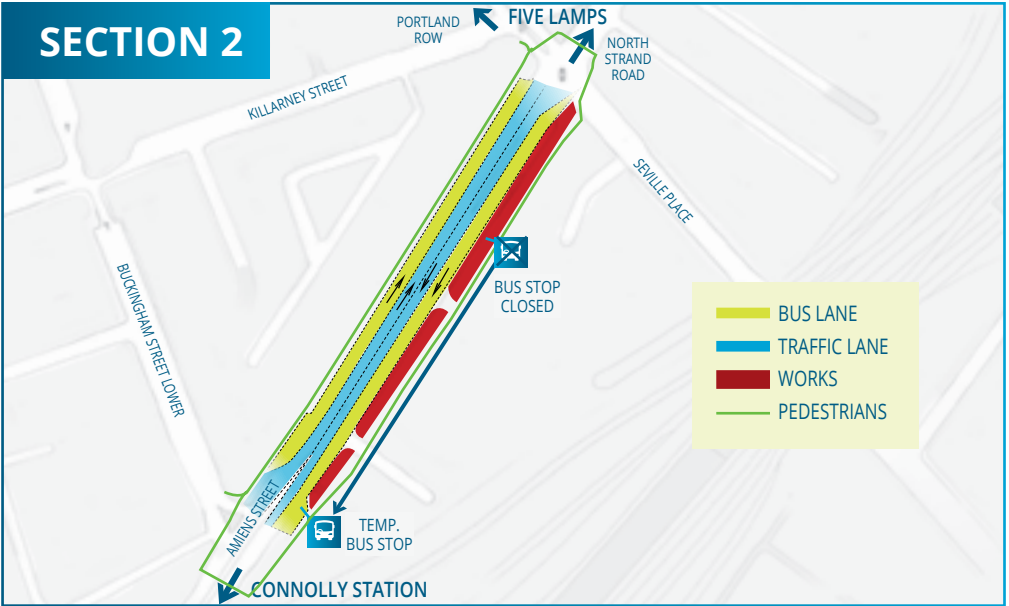 SECTION 2
PORTLAND
ROW
FIVE LAMPS
NORTH
STRAND
ROAD
KILLARNEY STREET
SEVILLE PLACE
BUCKINGHAM STREET LOWER
BUS STOP
CLOSED
BUS LANE
TRAFFIC LANE
WORKS
PEDESTRIANS
AMIENS STREET
TEMP.
BUS STOP
CONNOLLY STATION